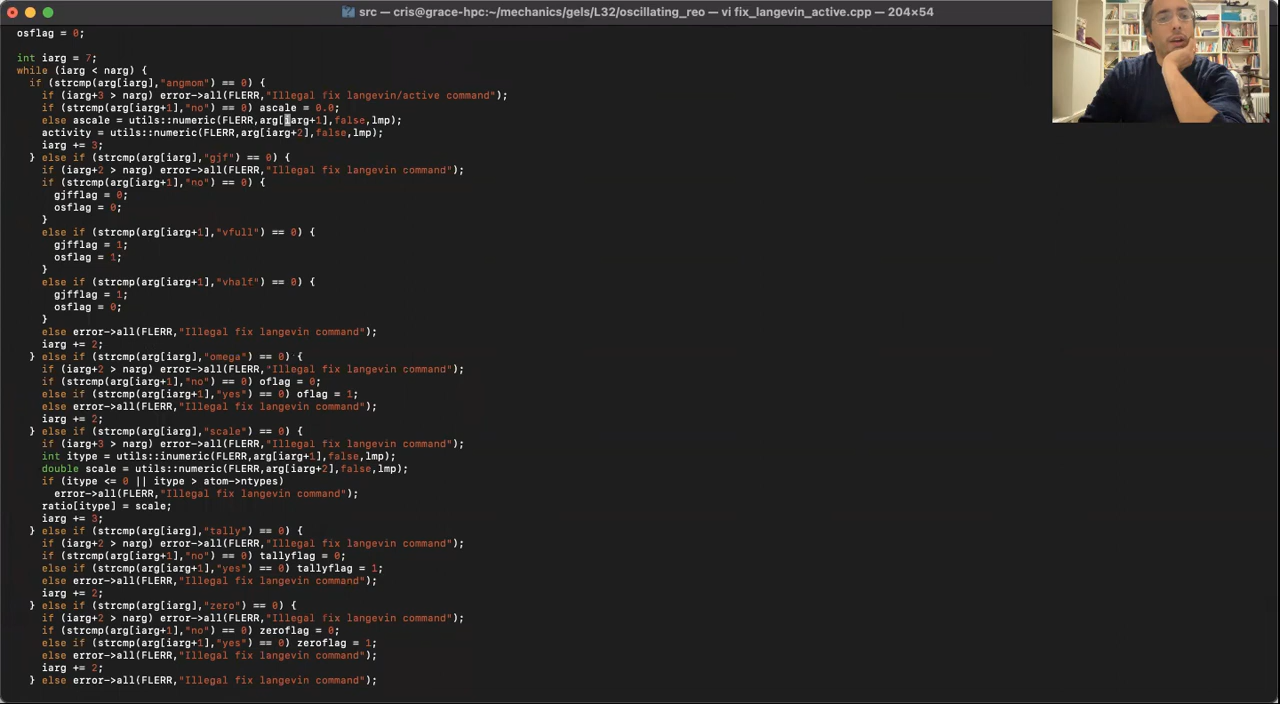 src — cris@grace-hpc:~/mechanics/gels/L32/oscillating_reo — vi fix_langevin_active.cpp — 204×54
osflag = 0;
int iarg = 7;
while (iarg < narg) {
if (strcmp(arg[iarg],"angmom") == 0) {
if (iarg+3 > narg) error->all(FLERR,"Illegal fix langevin/active command");
if (strcmp(arg[iarg+1],"no") == 0) ascale = 0.0;
else ascale = utils::numeric(FLERR,arg[iarg+1],false,lmp);
activity = utils::numeric(FLERR,arg[iarg+2],false,lmp);
iarg += 3;
} else if (strcmp(arg[iarg],"gjf") == 0) {
if (iarg+2 > narg) error->all(FLERR,"Illegal fix langevin command");
if (strcmp(arg[iarg+1],"no") == 0) {
gjfflag = 0;
osflag = 0;
}
else if (strcmp(arg[iarg+1],"vfull") == 0) {
gjfflag = 1;
osflag = 1;
}
else if (strcmp(arg[iarg+1],"vhalf") == 0) {
gjfflag = 1;
osflag = 0;
}
else error->all(FLERR,"Illegal fix langevin command");
iarg += 2;
} else if (strcmp(arg[iarg],"omega") == 0) {
if (iarg+2 > narg) error->all(FLERR,"Illegal fix langevin command");
if (strcmp(arg[iarg+1],"no") == 0) oflag = 0;
else if (strcmp(arg[iarg+1],"yes") == 0) oflag = 1;
else error->all(FLERR,"Illegal fix langevin command");
iarg += 2;
} else if (strcmp(arg[iarg],"scale") == 0) {
if (iarg+3 > narg) error->all(FLERR,"Illegal fix langevin command");
int itype = utils::inumeric(FLERR,arg[iarg+1],false,lmp);
double scale = utils::numeric(FLERR,arg[iarg+2],false,lmp);
if (itype <= 0 || itype > atom->ntypes)
error->all(FLERR,"Illegal fix langevin command");
ratio[itype] = scale;
iarg += 3;
} else if (strcmp(arg[iarg],"tally") == 0) {
if (iarg+2 > narg) error->all(FLERR,"Illegal fix langevin command");
if (strcmp(arg[iarg+1],"no") == 0) tallyflag = 0;
else if (strcmp(arg[iarg+1],"yes") == 0) tallyflag = 1;
else error->all(FLERR,"Illegal fix langevin command");
iarg += 2;
} else if (strcmp(arg[iarg],"zero") == 0) {
if (iarg+2 > narg) error->all(FLERR,"Illegal fix langevin command");
if (strcmp(arg[iarg+1],"no") == 0) zeroflag = 0;
else if (strcmp(arg[iarg+1],"yes") == 0) zeroflag = 1;
else error->all(FLERR,"Illegal fix langevin command");
iarg += 2;
} else error->all(FLERR,"Illegal fix langevin command");